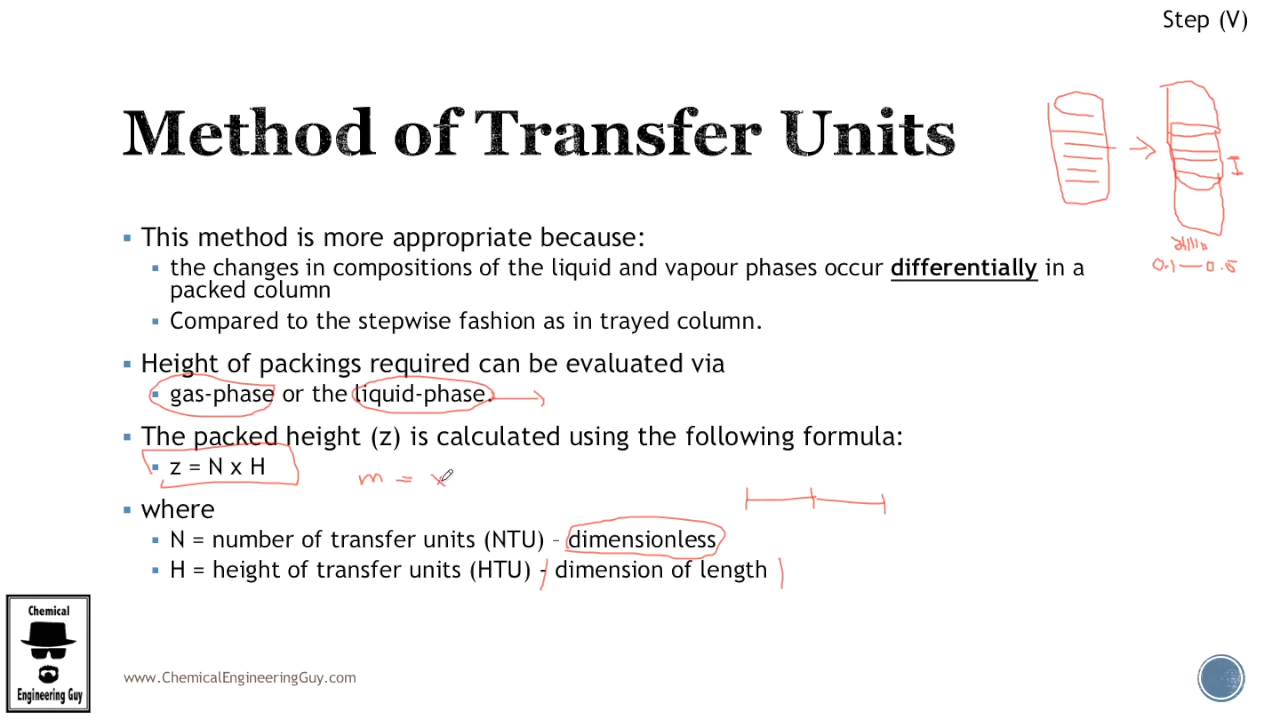 Step (V)
Method of Transfer Units
▪ This method is more appropriate because:
▪ the changes in compositions of the liquid and vapour phases occur differentially in a
packed column
▪ Compared to the stepwise fashion as in trayed column.
0.1 — 0.5
▪ Height of packings required can be evaluated via
▪ gas-phase or the liquid-phase.
▪ The packed height (z) is calculated using the following formula:
▪ z = N x H
m = x
▪ where
▪ N = number of transfer units (NTU) - dimensionless
▪ H = height of transfer units (HTU) - dimension of length
Chemical
Engineering Guy
www.ChemicalEngineeringGuy.com